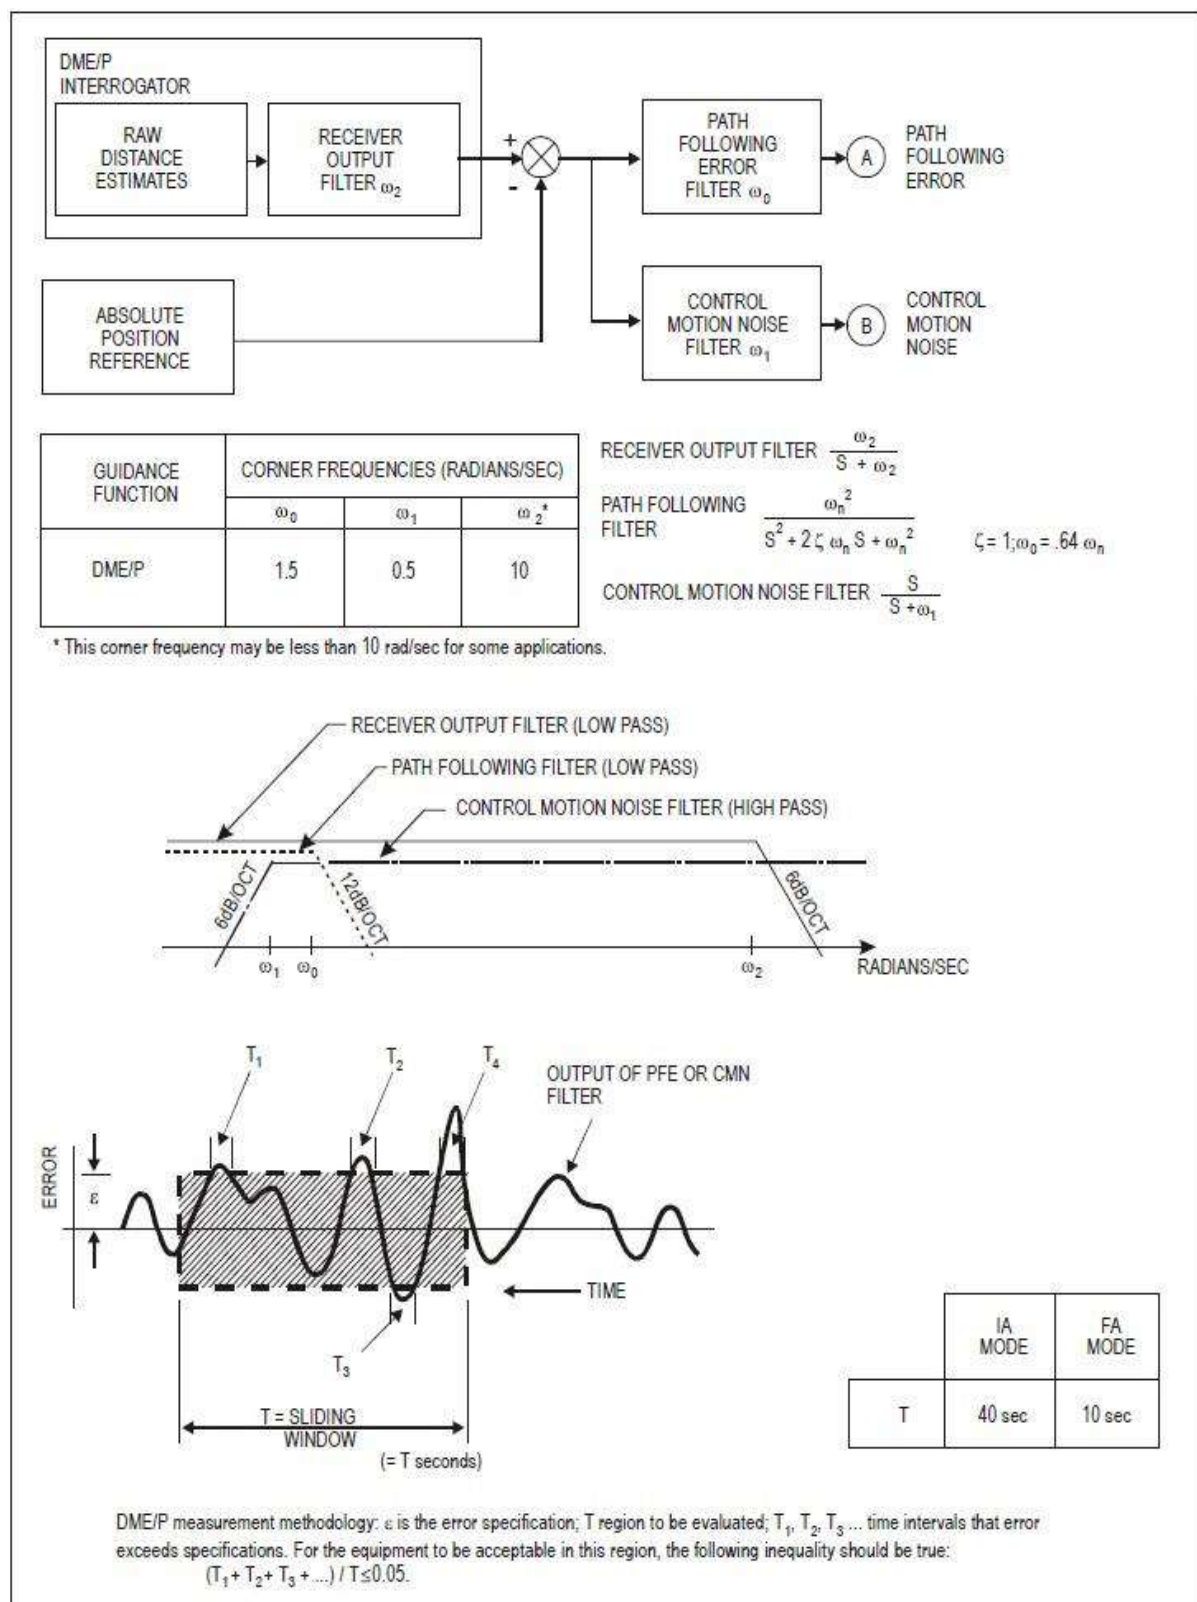 DME/P
INTERROGATOR
RAW
DISTANCE
ESTIMATES
RECEIVER
OUTPUT
FILTER ω₂
+
-
PATH
FOLLOWING
ERROR
FILTER ω₀
A
PATH
FOLLOWING
ERROR
ABSOLUTE
POSITION
REFERENCE
CONTROL
MOTION NOISE
FILTER ω₁
B
CONTROL
MOTION
NOISE
GUIDANCE
FUNCTION
CORNER FREQUENCIES (RADIANS/SEC)
ω₀ ω₁ ω₂*
DME/P 1.5 0.5 10
* This corner frequency may be less than 10 rad/sec for some applications.
RECEIVER OUTPUT FILTER ω₂ / (S + ω₂)
PATH FOLLOWING
FILTER ωₙ² / (S² + 2 ζ ωₙ S + ωₙ²) ζ = 1; ω₀ = .64 ωₙ
CONTROL MOTION NOISE FILTER S / (S + ω₁)
RECEIVER OUTPUT FILTER (LOW PASS)
PATH FOLLOWING FILTER (LOW PASS)
CONTROL MOTION NOISE FILTER (HIGH PASS)
6dB/OCT
12dB/OCT
6dB/OCT
ω₁ ω₀ ω₂
RADIANS/SEC
T₁ T₂ T₄
OUTPUT OF PFE OR CMN
FILTER
ERROR
ε
TIME
T₃
T = SLIDING
WINDOW
(= T seconds)
IA
MODE
FA
MODE
T 40 sec 10 sec
DME/P measurement methodology: ε is the error specification; T region to be evaluated; T₁, T₂, T₃ ... time intervals that error
exceeds specifications. For the equipment to be acceptable in this region, the following inequality should be true:
(T₁ + T₂ + T₃ + ...) / T ≤ 0.05.